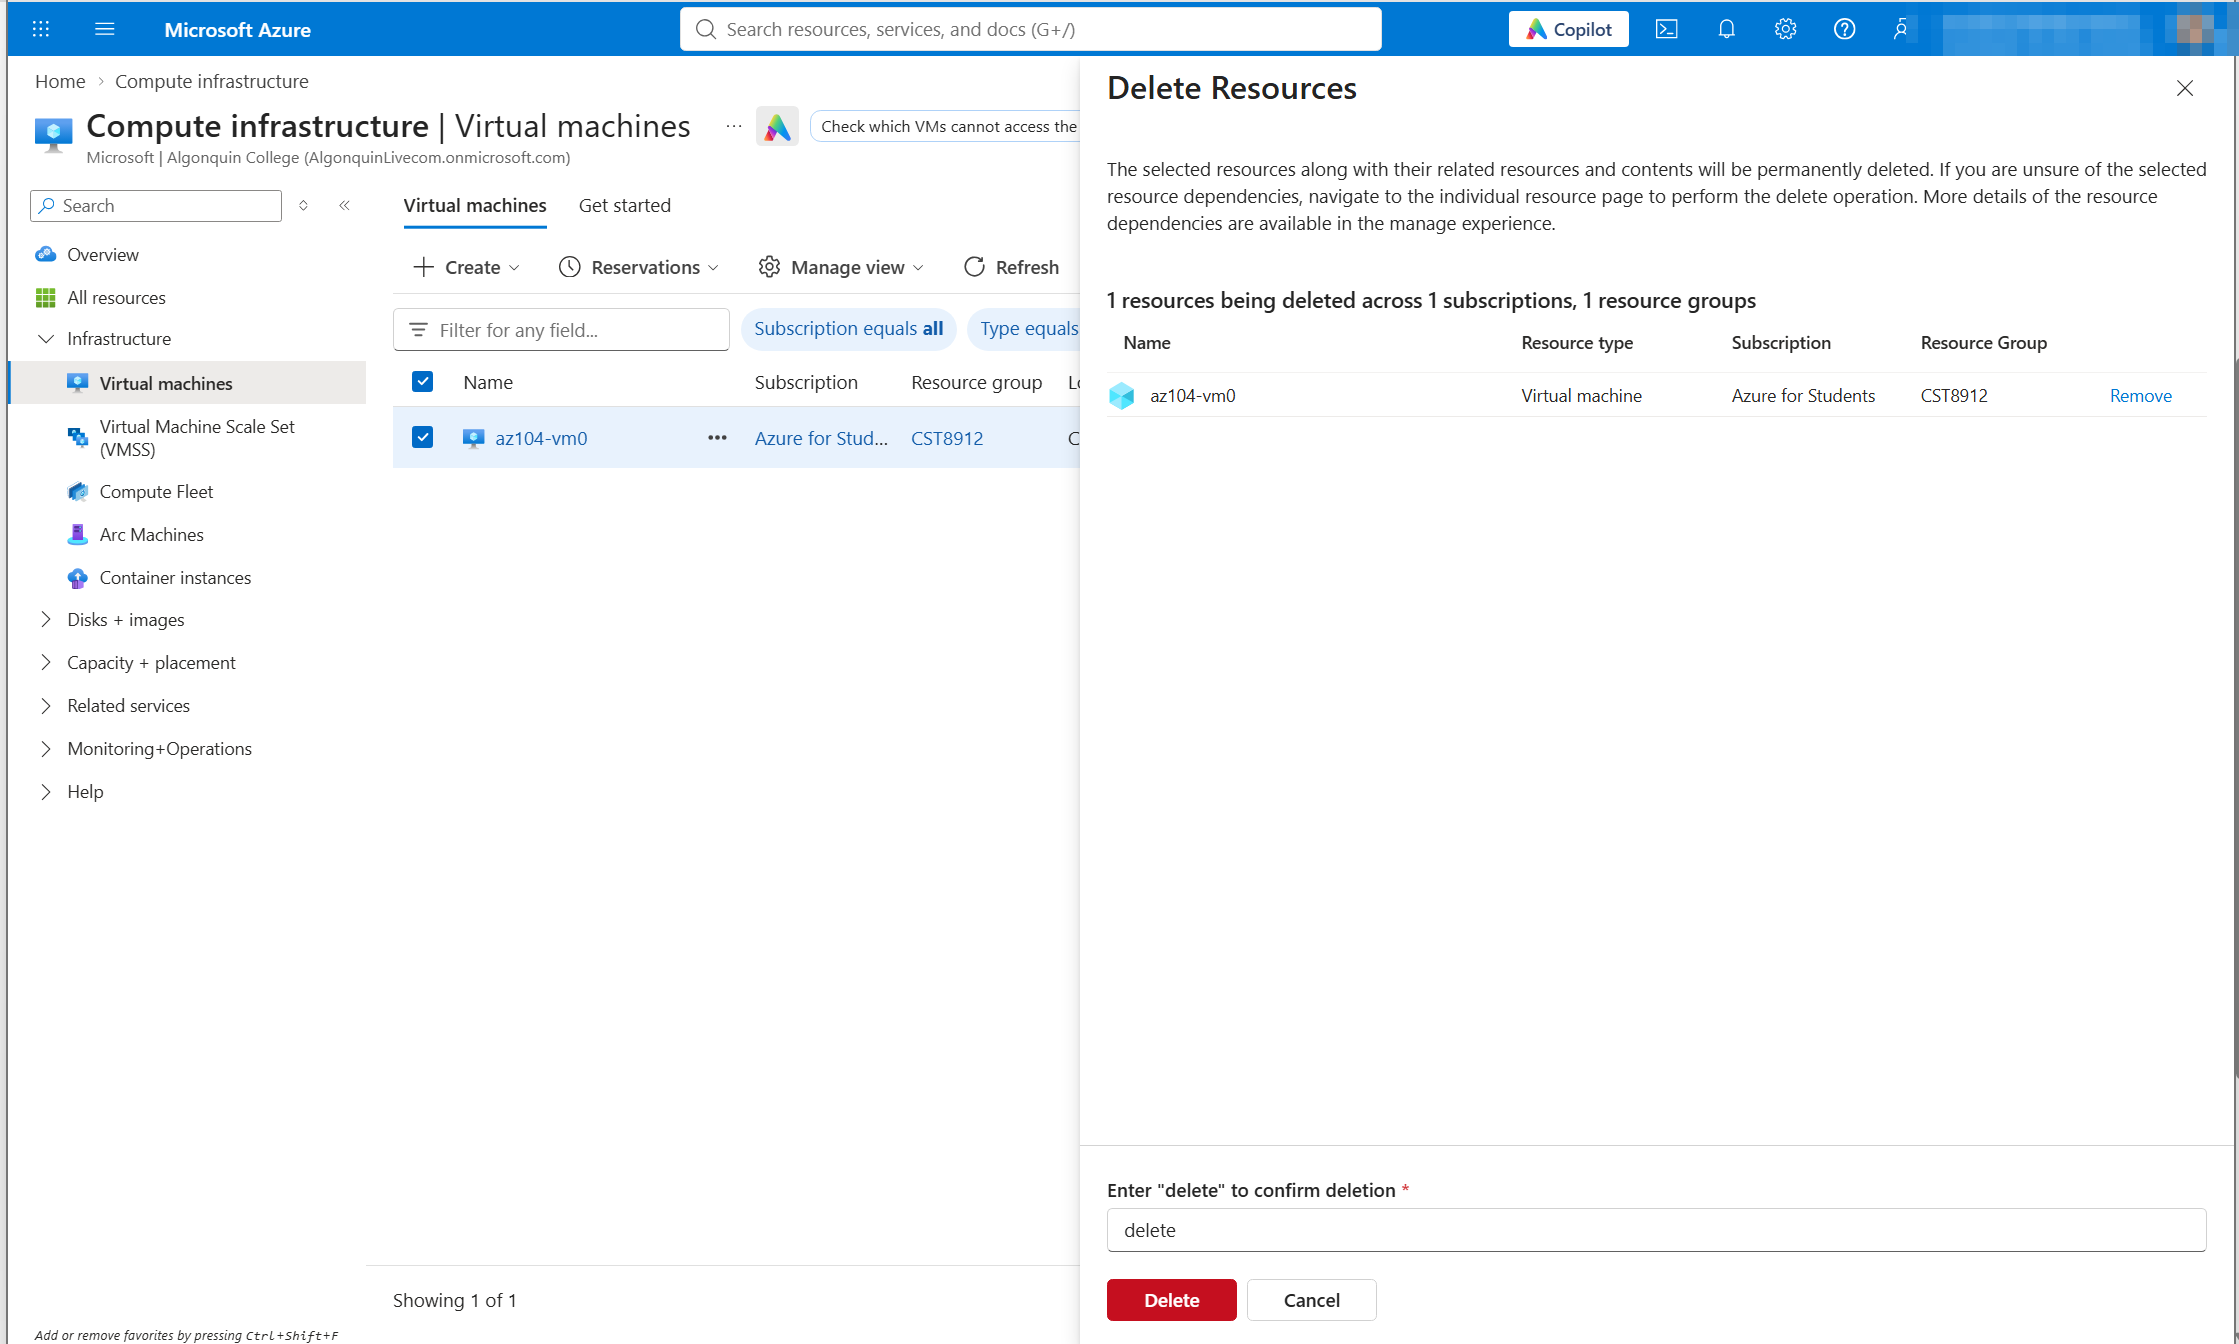 Microsoft Azure
Search resources, services, and docs (G+/)
Copilot
Home > Compute infrastructure
Compute infrastructure | Virtual machines
...
Check which VMs cannot access the
Microsoft | Algonquin College (AlgonquinLivecom.onmicrosoft.com)
Search
Overview
All resources
Infrastructure
Virtual machines
Virtual Machine Scale Set
(VMSS)
Compute Fleet
Arc Machines
Container instances
Disks + images
Capacity + placement
Related services
Monitoring+Operations
Help
Add or remove favorites by pressing Ctrl+Shift+F
Virtual machines Get started
Create Reservations Manage view Refresh
Filter for any field... Subscription equals all Type equals
Name Subscription Resource group
az104-vm0 ... Azure for Stud... CST8912
Showing 1 of 1
Delete Resources
The selected resources along with their related resources and contents will be permanently deleted. If you are unsure of the selected
resource dependencies, navigate to the individual resource page to perform the delete operation. More details of the resource
dependencies are available in the manage experience.
1 resources being deleted across 1 subscriptions, 1 resource groups
Name Resource type Subscription Resource Group
az104-vm0 Virtual machine Azure for Students CST8912 Remove
Enter "delete" to confirm deletion *
delete
Delete Cancel